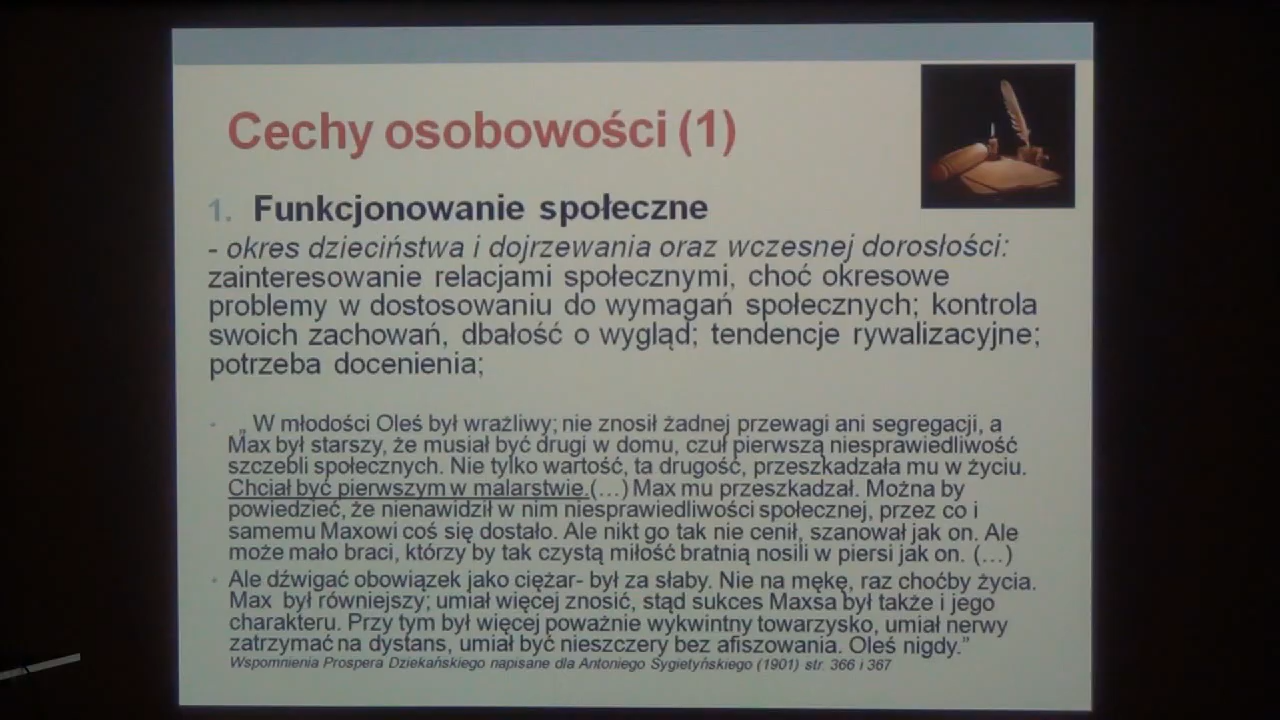 Cechy osobowości (1)
1. Funkcjonowanie społeczne
- okres dzieciństwa i dojrzewania oraz wczesnej dorosłości:
zainteresowanie relacjami społecznymi, choć okresowe
problemy w dostosowaniu do wymagań społecznych; kontrola
swoich zachowań, dbałość o wygląd; tendencje rywalizacyjne;
potrzeba docenienia;
„ W młodości Oleś był wrażliwy; nie znosił żadnej przewagi ani segregacji, a
Max był starszy, że musiał być drugi w domu, czuł pierwszą niesprawiedliwość
szczebli społecznych. Nie tylko wartość, ta drugość, przeszkadzała mu w życiu.
Chciał być pierwszym w malarstwie.(…) Max mu przeszkadzał. Można by
powiedzieć, że nienawidził w nim niesprawiedliwości społecznej, przez co i
samemu Maxowi coś się dostało. Ale nikt go tak nie cenił, szanował jak on. Ale
może mało braci, którzy by tak czystą miłość bratnią nosili w piersi jak on. (…)
Ale dźwigać obowiązek jako ciężar- był za słaby. Nie na mękę, raz choćby życia.
Max był równiejszy; umiał więcej znosić, stąd sukces Maxsa był także i jego
charakteru. Przy tym był więcej poważnie wykwintny towarzysko, umiał nerwy
zatrzymać na dystans, umiał być nieszczery bez afiszowania. Oleś nigdy.”
Wspomnienia Prospera Dziekańskiego napisane dla Antoniego Sygietyńskiego (1901) str. 366 i 367